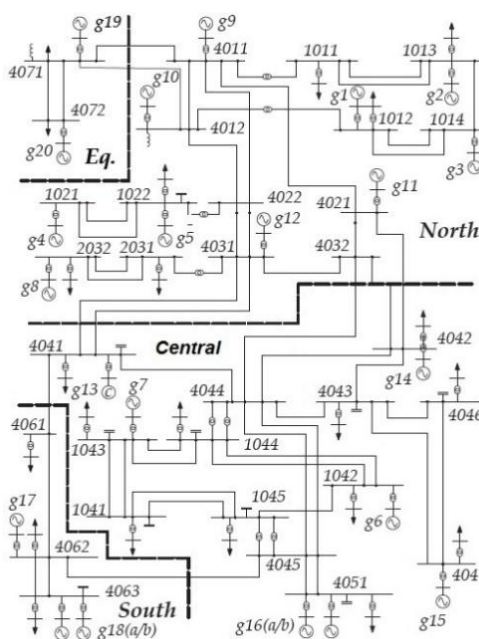 g19 g9
4071 4011 1011 1013
g10 g1 g2
4072 4012 1012 1014
g20 Eq. g3
1021 1022 4022 g11
g12 4021
g4 g5 North
2032 2031 4031 4032
g8
Central
4041 4042
g13 C g7 4044 4043 g14
4061 4046
1043 1044
g17 1041 1045 1042
g6
4062 4045
4063 4051
g15
South
g18(a/b) g16(a/b)